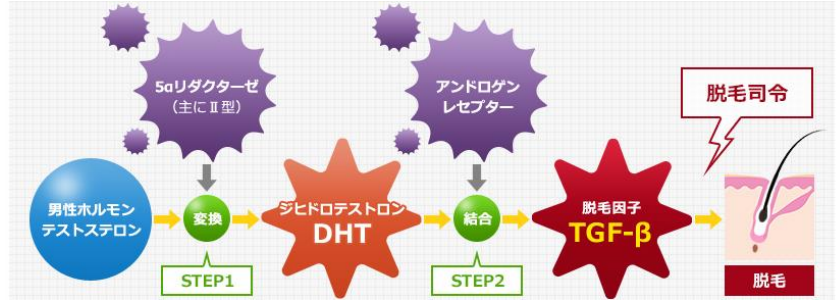 5αリダクターゼ
（主にⅡ型）
アンドロゲン
レセプター
脱毛司令
男性ホルモン
テストステロン
変換
ジヒドロテストロン
DHT
結合
脱毛因子
TGF-β
STEP1
STEP2
脱毛